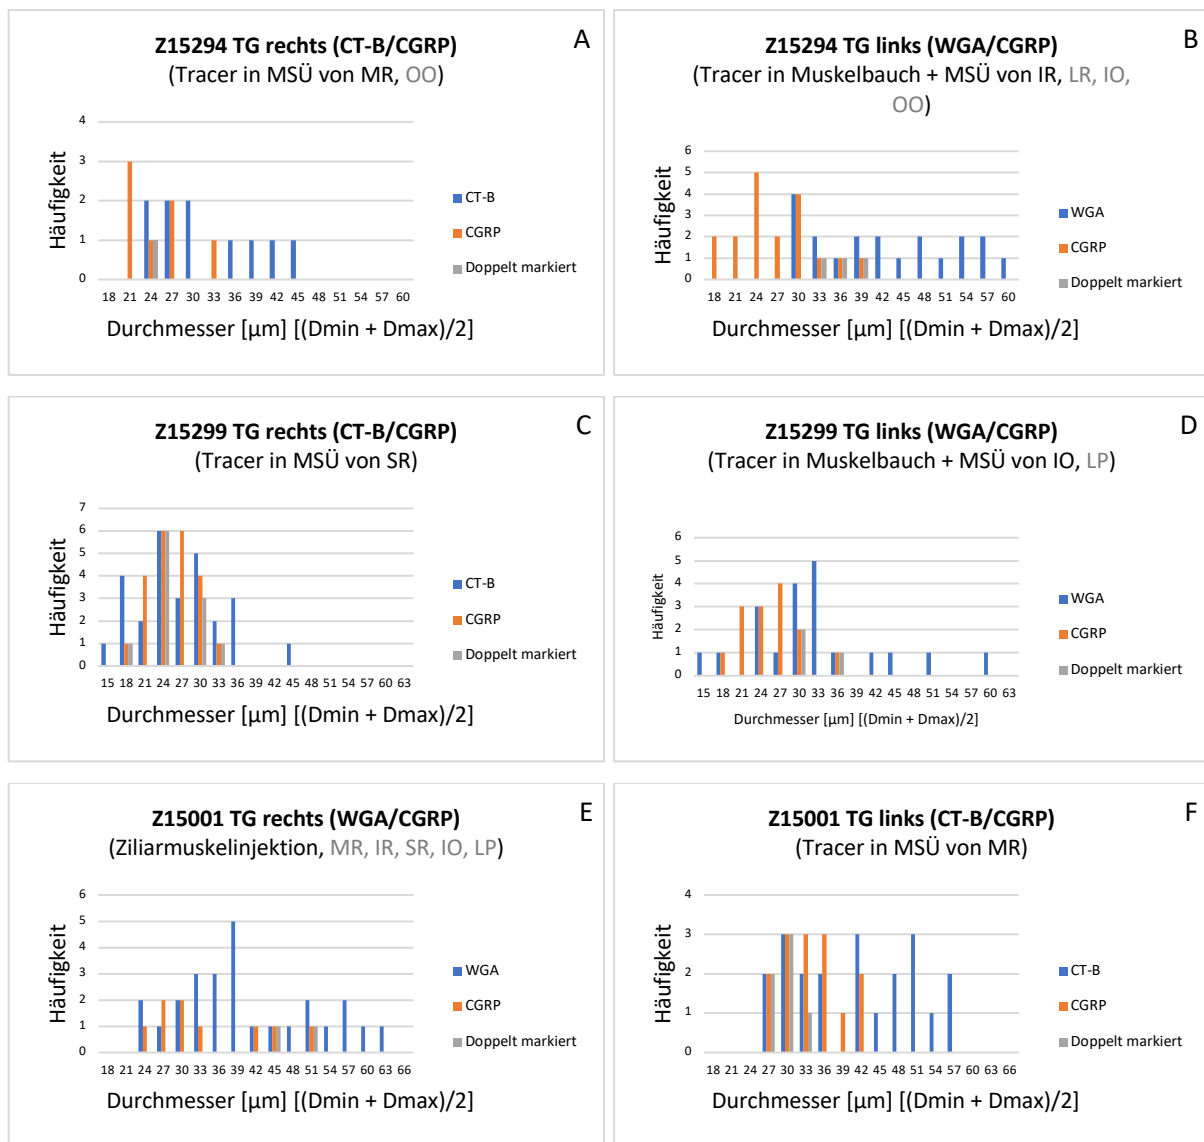 Z15294 TG rechts (CT-B/CGRP)
A
(Tracer in MSÜ von MR, OO)
4
3
2
1
0
Häufigkeit
18 21 24 27 30 33 36 39 42 45 48 51 54 57 60
Durchmesser [µm] [(Dmin + Dmax)/2]
CT-B
CGRP
Doppelt markiert
Z15294 TG links (WGA/CGRP)
B
(Tracer in Muskelbauch + MSÜ von IR, LR, IO,
OO)
6
5
4
3
2
1
0
Häufigkeit
18 21 24 27 30 33 36 39 42 45 48 51 54 57 60
Durchmesser [µm] [(Dmin + Dmax)/2]
WGA
CGRP
Doppelt markiert
Z15299 TG rechts (CT-B/CGRP)
C
(Tracer in MSÜ von SR)
7
6
5
4
3
2
1
0
Häufigkeit
15 18 21 24 27 30 33 36 39 42 45 48 51 54 57 60 63
Durchmesser [µm] [(Dmin + Dmax)/2]
CT-B
CGRP
Doppelt markiert
Z15299 TG links (WGA/CGRP)
D
(Tracer in Muskelbauch + MSÜ von IO, LP)
6
5
4
3
2
1
0
Häufigkeit
15 18 21 24 27 30 33 36 39 42 45 48 51 54 57 60 63
Durchmesser [µm] [(Dmin + Dmax)/2]
WGA
CGRP
Doppelt markiert
Z15001 TG rechts (WGA/CGRP)
E
(Ziliarmuskelinjektion, MR, IR, SR, IO, LP)
6
5
4
3
2
1
0
Häufigkeit
18 21 24 27 30 33 36 39 42 45 48 51 54 57 60 63 66
Durchmesser [µm] [(Dmin + Dmax)/2]
WGA
CGRP
Doppelt markiert
Z15001 TG links (CT-B/CGRP)
F
(Tracer in MSÜ von MR)
4
3
2
1
0
Häufigkeit
18 21 24 27 30 33 36 39 42 45 48 51 54 57 60 63 66
Durchmesser [µm] [(Dmin + Dmax)/2]
CT-B
CGRP
Doppelt markiert